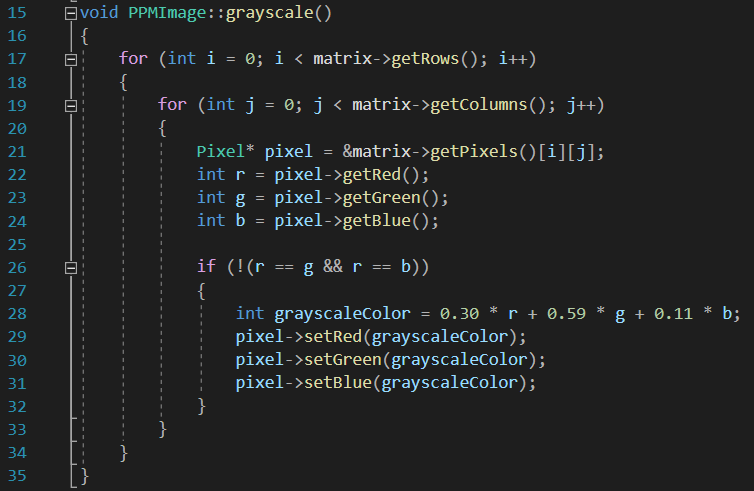 15 void PPMImage::grayscale()
16 {
17 for (int i = 0; i < matrix->getRows(); i++)
18 {
19 for (int j = 0; j < matrix->getColumns(); j++)
20 {
21 Pixel* pixel = &matrix->getPixels()[i][j];
22 int r = pixel->getRed();
23 int g = pixel->getGreen();
24 int b = pixel->getBlue();
25
26 if (!(r == g && r == b))
27 {
28 int grayscaleColor = 0.30 * r + 0.59 * g + 0.11 * b;
29 pixel->setRed(grayscaleColor);
30 pixel->setGreen(grayscaleColor);
31 pixel->setBlue(grayscaleColor);
32 }
33 }
34 }
35 }